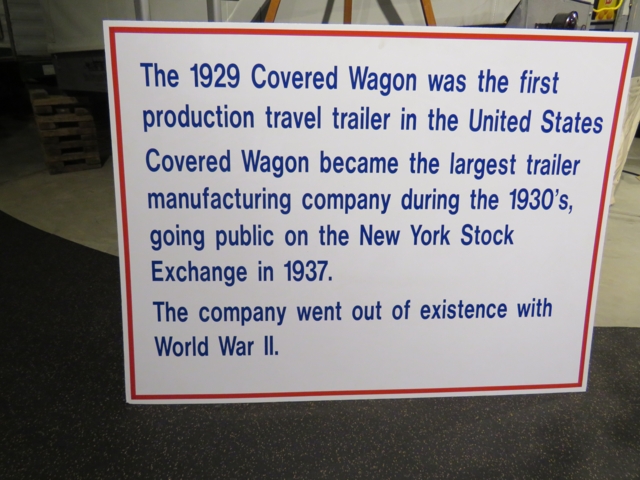 The 1929 Covered Wagon was the first
production travel trailer in the United States
Covered Wagon became the largest trailer
manufacturing company during the 1930's,
going public on the New York Stock
Exchange in 1937.
The company went out of existence with
World War II.